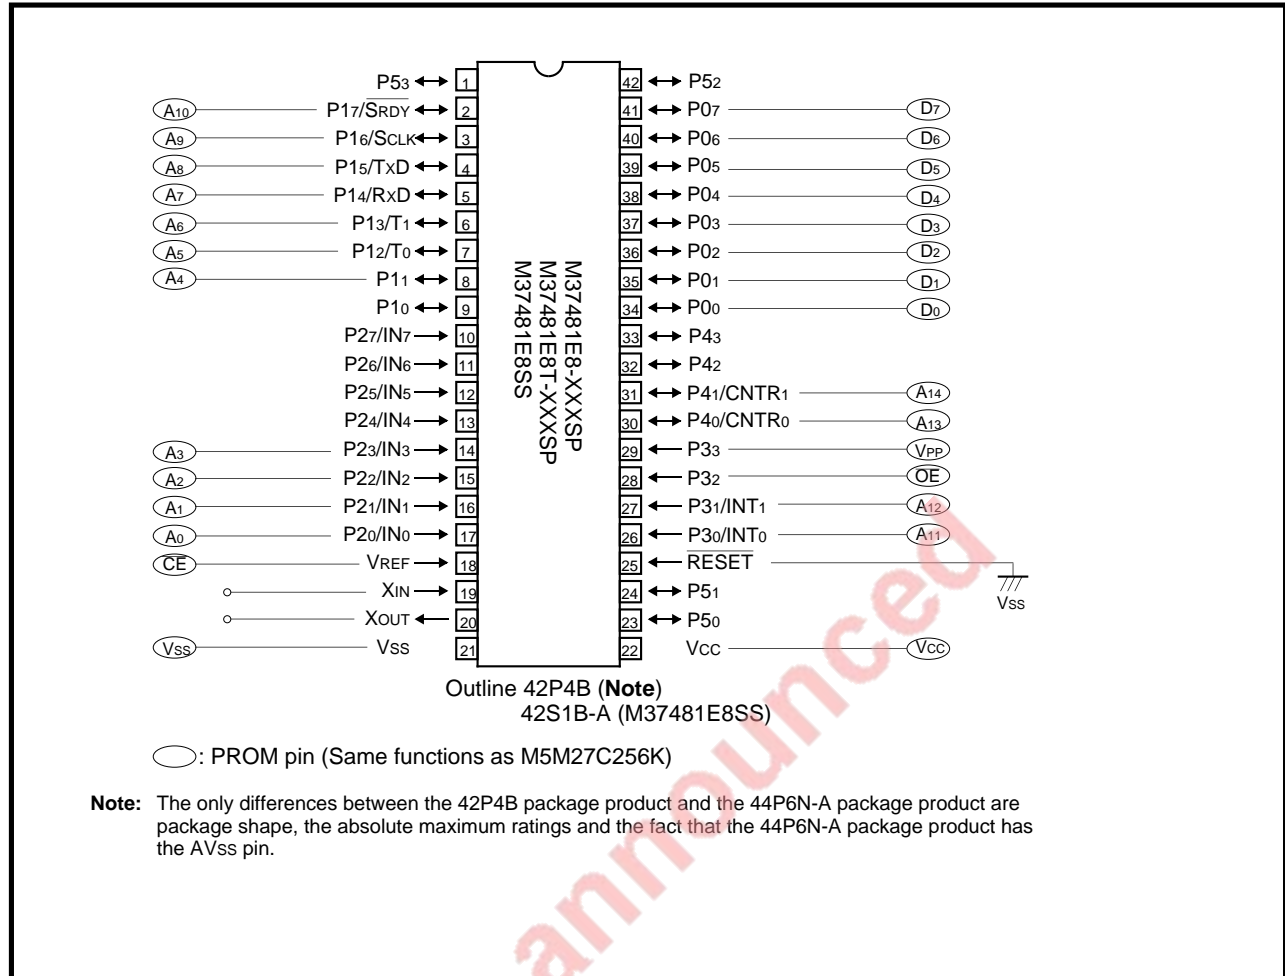 P53 1 42 P52
A10 P17/SRDY 2 41 P07 D7
A9 P16/SCLK 3 40 P06 D6
A8 P15/TxD 4 39 P05 D5
A7 P14/RxD 5 38 P04 D4
A6 P13/T1 6 37 P03 D3
A5 P12/T0 7 36 P02 D2
A4 P11 8 35 P01 D1
P10 9 34 P00 D0
P27/IN7 10 33 P43
P26/IN6 11 32 P42
P25/IN5 12 31 P41/CNTR1 A14
P24/IN4 13 30 P40/CNTR0 A13
A3 P23/IN3 14 29 P33 VPP
A2 P22/IN2 15 28 P32 OE
A1 P21/IN1 16 27 P31/INT1 A12
A0 P20/IN0 17 26 P30/INT0 A11
CE VREF 18 25 RESET
XIN 19 24 P51
Vss
XOUT 20 23 P50
Vss Vss 21 22 Vcc Vcc
M37481E8-XXXSP
M37481E8T-XXXSP
M37481E8SS
Outline 42P4B (Note)
42S1B-A (M37481E8SS)
: PROM pin (Same functions as M5M27C256K)
Note: The only differences between the 42P4B package product and the 44P6N-A package product are
package shape, the absolute maximum ratings and the fact that the 44P6N-A package product has
the AVss pin.
announced